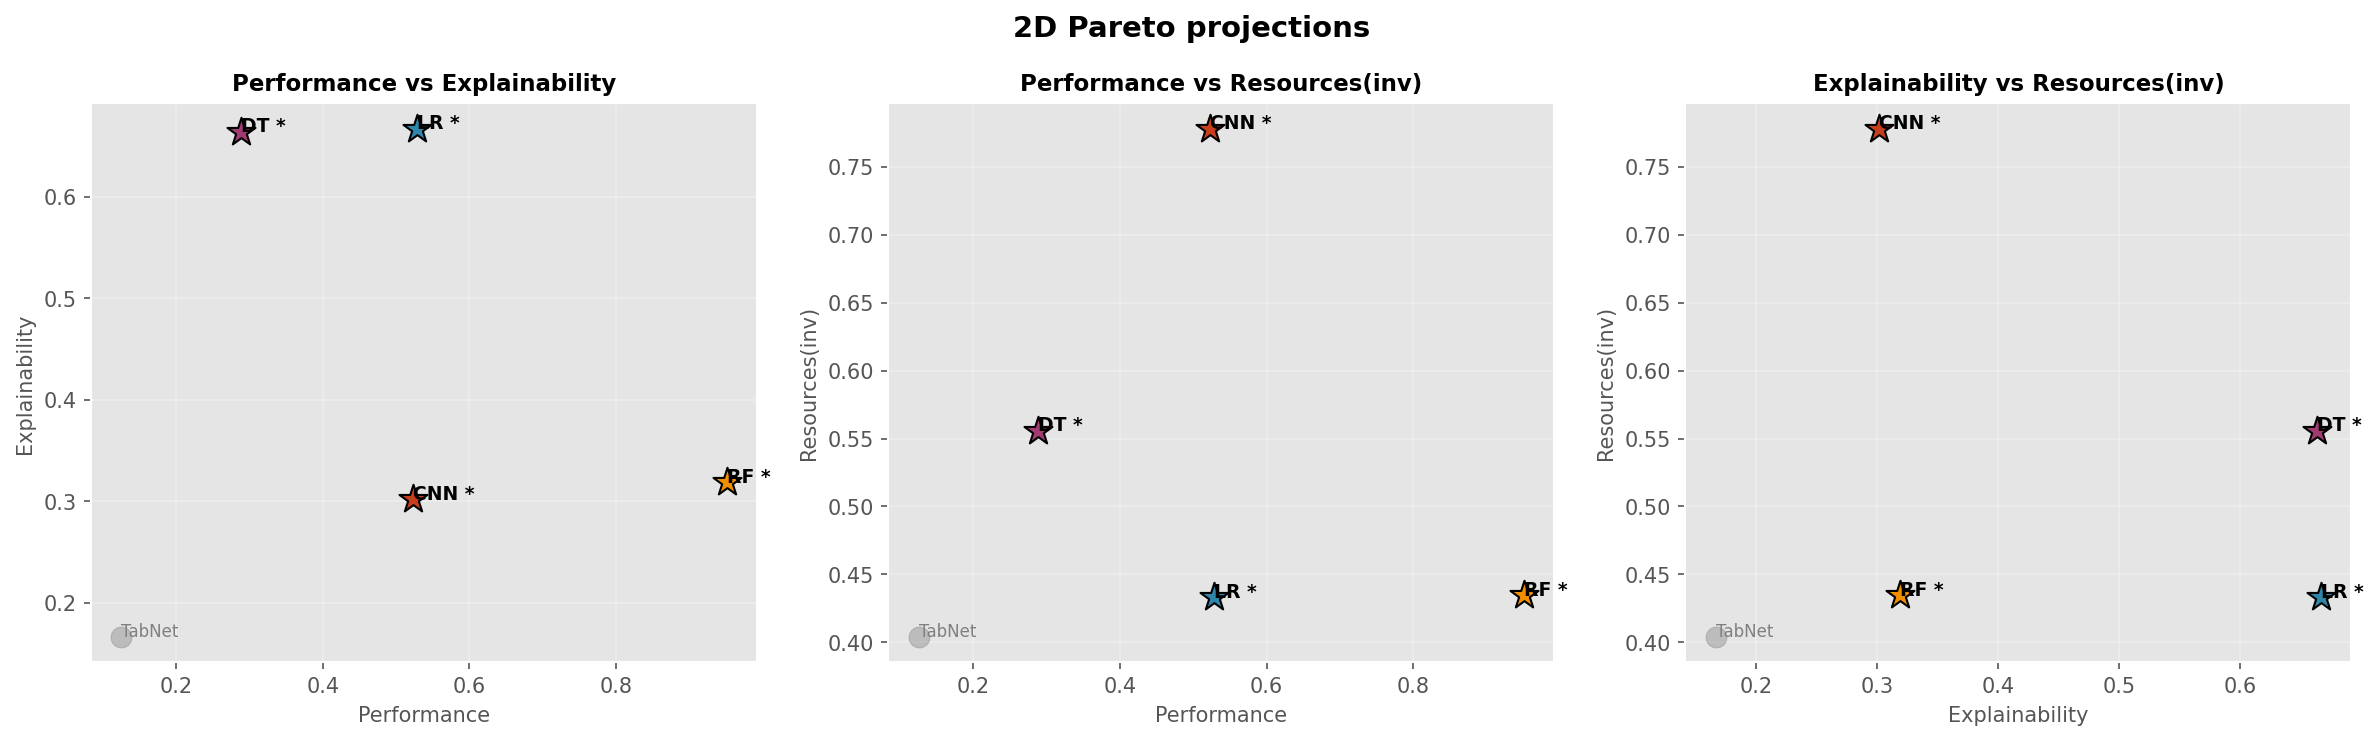 2D Pareto projections
Performance vs Explainability
DT *
LR *
CNN *
RF *
TabNet
0.6
0.5
0.4
0.3
0.2
Explainability
0.2 0.4 0.6 0.8
Performance
Performance vs Resources(inv)
CNN *
DT *
LR *
RF *
TabNet
0.75
0.70
0.65
0.60
0.55
0.50
0.45
0.40
Resources(inv)
0.2 0.4 0.6 0.8
Performance
Explainability vs Resources(inv)
CNN *
DT *
RF *
LR *
TabNet
0.75
0.70
0.65
0.60
0.55
0.50
0.45
0.40
Resources(inv)
0.2 0.3 0.4 0.5 0.6
Explainability